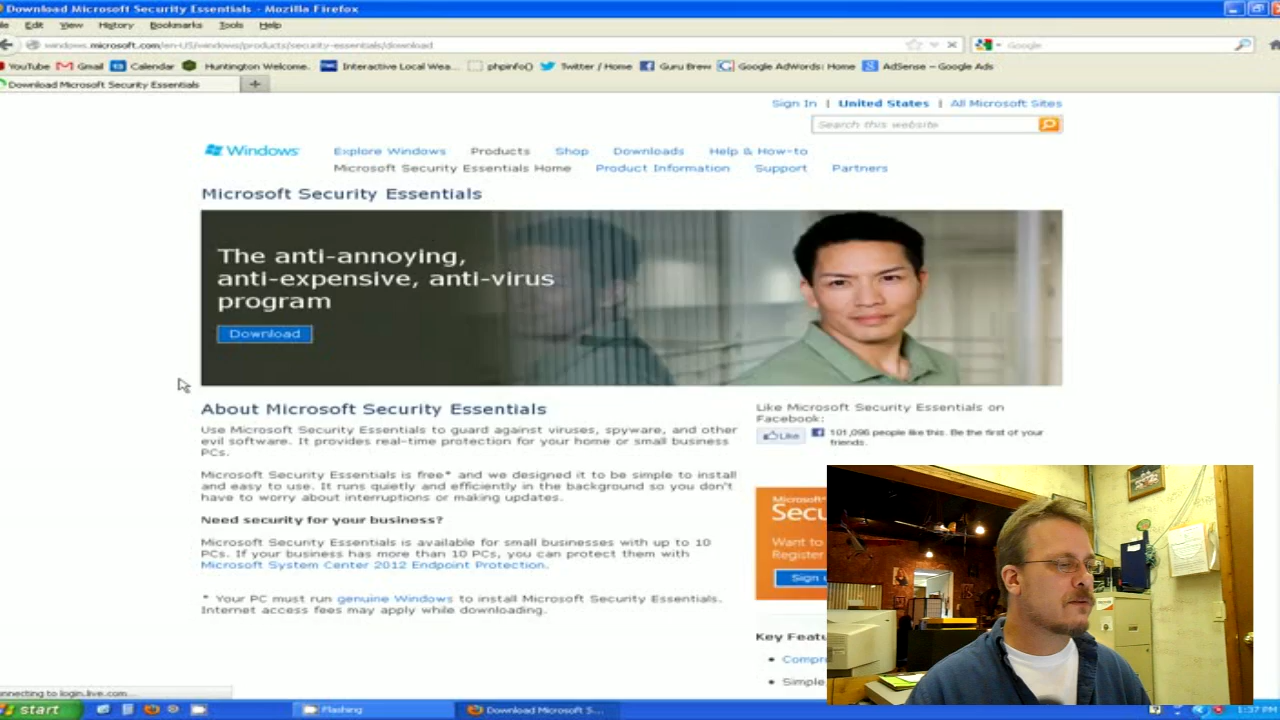 Download Microsoft Security Essentials - Mozilla Firefox
Edit View History Bookmarks Tools Help
windows.microsoft.com/en-US/windows/products/security-essentials/download
Google
YouTube Gmail Calendar Huntington Welcome. Interactive Local Wea... phpinfo() Twitter / Home Guru Brew Google AdWords: Home AdSense – Google Ads
Download Microsoft Security Essentials
Sign In | United States | All Microsoft Sites
Search this website
Windows Explore Windows Products Shop Downloads Help & How-to
Microsoft Security Essentials Home Product Information Support Partners
Microsoft Security Essentials
The anti-annoying,
anti-expensive, anti-virus
program
Download
About Microsoft Security Essentials
Use Microsoft Security Essentials to guard against viruses, spyware, and other
evil software. It provides real-time protection for your home or small business
PCs.
Microsoft Security Essentials is free* and we designed it to be simple to install
and easy to use. It runs quietly and efficiently in the background so you don't
have to worry about interruptions or making updates.
Need security for your business?
Microsoft Security Essentials is available for small businesses with up to 10
PCs. If your business has more than 10 PCs, you can protect them with
Microsoft System Center 2012 Endpoint Protection.
* Your PC must run genuine Windows to install Microsoft Security Essentials.
Internet access fees may apply while downloading.
Like Microsoft Security Essentials on
Facebook:
Like 101,096 people like this. Be the first of your
friends.
Microsoft
Secu
Want to
Register
Sign u
Key Featu
Compre
Simple
nnecting to login.live.com...
start Flashing Download Microsoft S... 1:37 PM